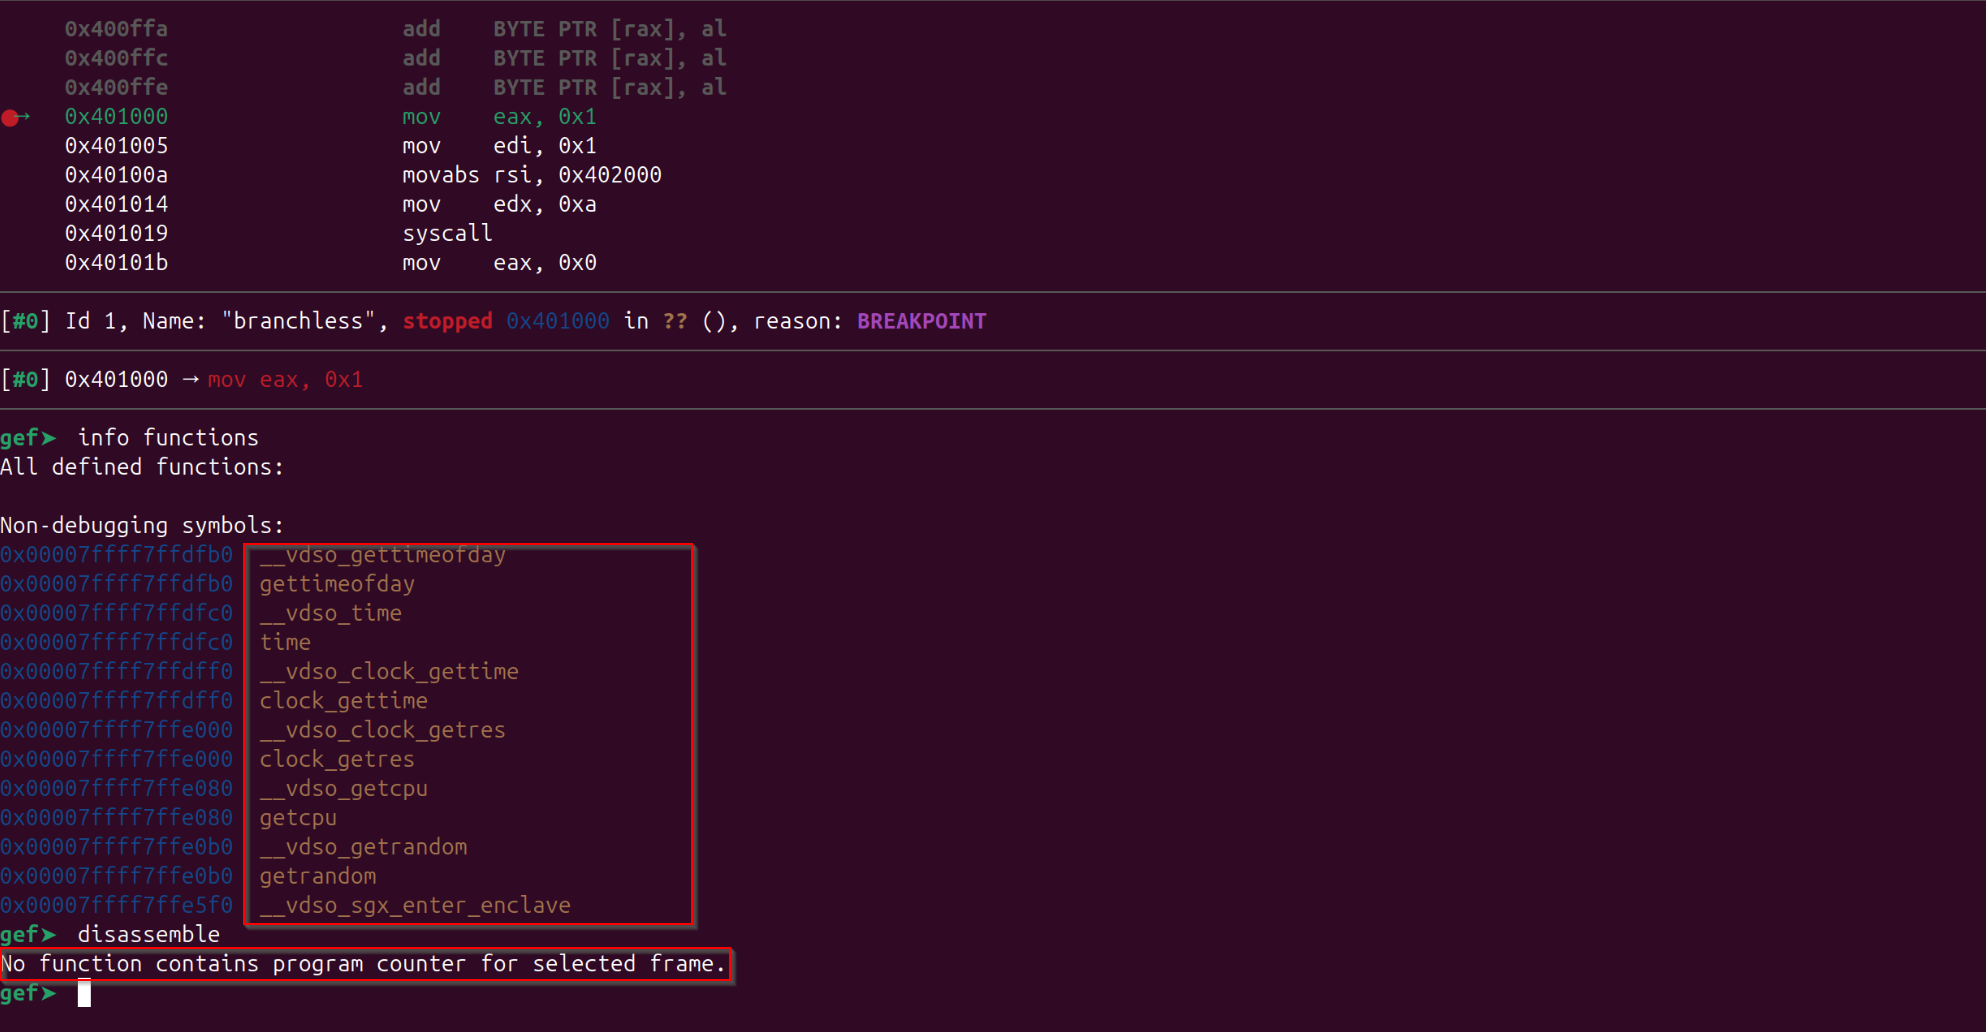 0x400ffa add BYTE PTR [rax], al
0x400ffc add BYTE PTR [rax], al
0x400ffe add BYTE PTR [rax], al
→ 0x401000 mov eax, 0x1
0x401005 mov edi, 0x1
0x40100a movabs rsi, 0x402000
0x401014 mov edx, 0xa
0x401019 syscall
0x40101b mov eax, 0x0
[#0] Id 1, Name: "branchless", stopped 0x401000 in ?? (), reason: BREAKPOINT
[#0] 0x401000 → mov eax, 0x1
gef➤ info functions
All defined functions:
Non-debugging symbols:
0x00007ffff7ffdfb0 __vdso_gettimeofday
0x00007ffff7ffdfb0 gettimeofday
0x00007ffff7ffdfc0 __vdso_time
0x00007ffff7ffdfc0 time
0x00007ffff7ffdff0 __vdso_clock_gettime
0x00007ffff7ffdff0 clock_gettime
0x00007ffff7ffe000 __vdso_clock_getres
0x00007ffff7ffe000 clock_getres
0x00007ffff7ffe080 __vdso_getcpu
0x00007ffff7ffe080 getcpu
0x00007ffff7ffe0b0 __vdso_getrandom
0x00007ffff7ffe0b0 getrandom
0x00007ffff7ffe5f0 __vdso_sgx_enter_enclave
gef➤ disassemble
No function contains program counter for selected frame.
gef➤